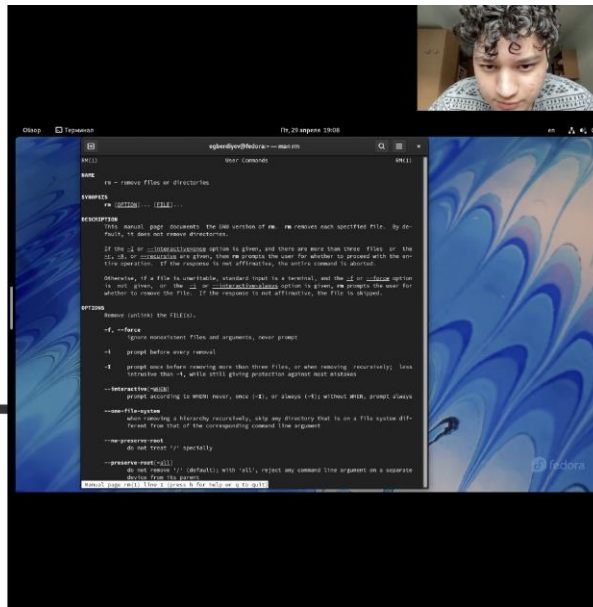 Обзор Терминал Пт, 29 апреля 19:08 en
egberdiyev@fedora:~ — man rm
RM(1) User Commands RM(1)
NAME
rm - remove files or directories
SYNOPSIS
rm [OPTION]... [FILE]...
DESCRIPTION
This manual page documents the GNU version of rm. rm removes each specified file. By de-
fault, it does not remove directories.
If the -I or --interactive=once option is given, and there are more than three files or the
-r, -R, or --recursive are given, then rm prompts the user for whether to proceed with the en-
tire operation. If the response is not affirmative, the entire command is aborted.
Otherwise, if a file is unwritable, standard input is a terminal, and the -f or --force option
is not given, or the -i or --interactive=always option is given, rm prompts the user for
whether to remove the file. If the response is not affirmative, the file is skipped.
OPTIONS
Remove (unlink) the FILE(s).
-f, --force
ignore nonexistent files and arguments, never prompt
-i prompt before every removal
-I prompt once before removing more than three files, or when removing recursively; less
intrusive than -i, while still giving protection against most mistakes
--interactive[=WHEN]
prompt according to WHEN: never, once (-I), or always (-i); without WHEN, prompt always
--one-file-system
when removing a hierarchy recursively, skip any directory that is on a file system dif-
ferent from that of the corresponding command line argument
--no-preserve-root
do not treat '/' specially
--preserve-root[=all]
do not remove '/' (default); with 'all', reject any command line argument on a separate
device from its parent
Manual page rm(1) line 1 (press h for help or q to quit)
fedora